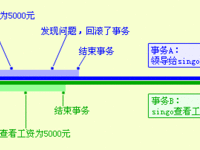 为5000元
发现问题，回滚了事务
结束事务
事务A：
领导给singo
结束事务
事务B：
singo查看工
查看工资为5000元